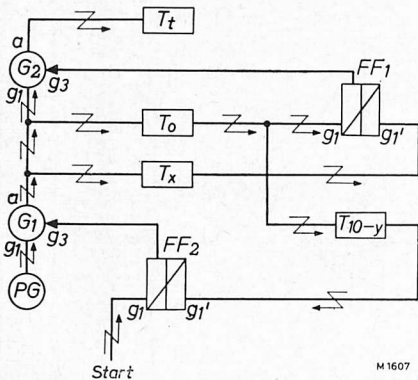 a
T_t
G_2
g_1
g_3
FF_1
T_0
g_1
g_1'
a
T_x
G_1
g_1
g_3
T_10-y
FF_2
PG
g_1
g_1'
Start
M 1607